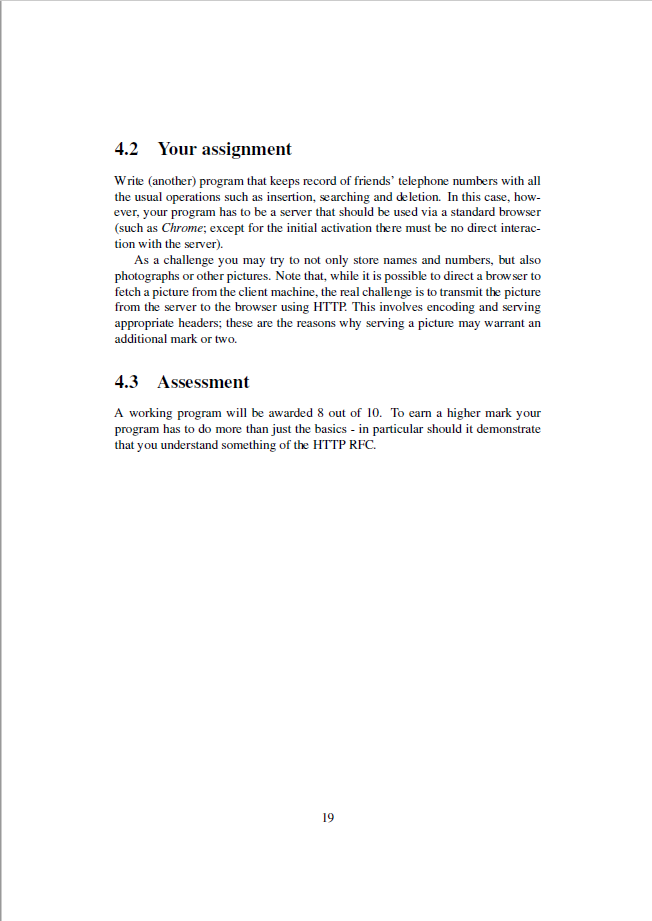 4.2 Your assignment
Write (another) program that keeps record of friends' telephone numbers with all
the usual operations such as insertion, searching and deletion. In this case, how-
ever, your program has to be a server that should be used via a standard browser
(such as Chrome; except for the initial activation there must be no direct interac-
tion with the server).
As a challenge you may try to not only store names and numbers, but also
photographs or other pictures. Note that, while it is possible to direct a browser to
fetch a picture from the client machine, the real challenge is to transmit the picture
from the server to the browser using HTTP. This involves encoding and serving
appropriate headers; these are the reasons why serving a picture may warrant an
additional mark or two.
4.3 Assessment
A working program will be awarded 8 out of 10. To earn a higher mark your
program has to do more than just the basics - in particular should it demonstrate
that you understand something of the HTTP RFC.
19